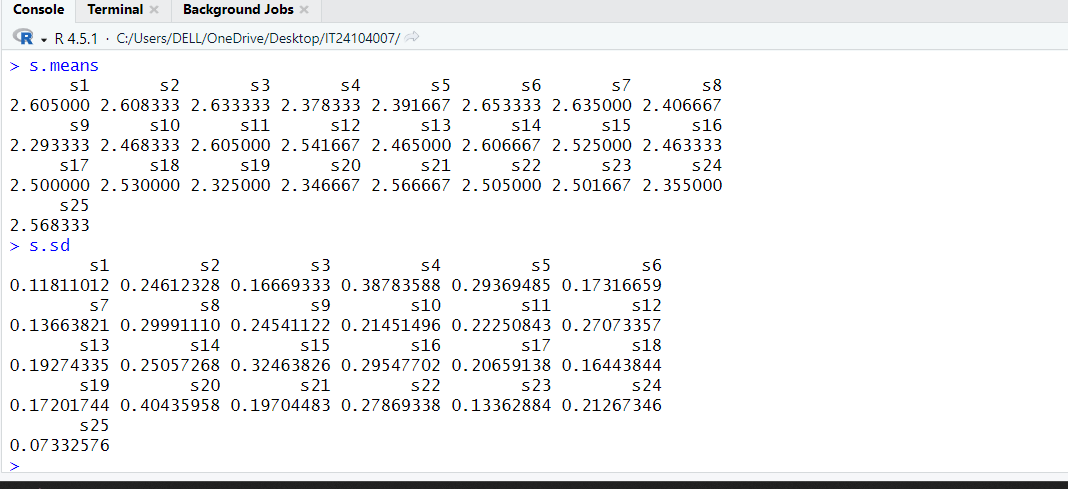 Console Terminal Background Jobs
R R 4.5.1 · C:/Users/DELL/OneDrive/Desktop/IT24104007/
> s.means
s1 s2 s3 s4 s5 s6 s7 s8
2.605000 2.608333 2.633333 2.378333 2.391667 2.653333 2.635000 2.406667
s9 s10 s11 s12 s13 s14 s15 s16
2.293333 2.468333 2.605000 2.541667 2.465000 2.606667 2.525000 2.463333
s17 s18 s19 s20 s21 s22 s23 s24
2.500000 2.530000 2.325000 2.346667 2.566667 2.505000 2.501667 2.355000
s25
2.568333
> s.sd
s1 s2 s3 s4 s5 s6
0.11811012 0.24612328 0.16669333 0.38783588 0.29369485 0.17316659
s7 s8 s9 s10 s11 s12
0.13663821 0.29991110 0.24541122 0.21451496 0.22250843 0.27073357
s13 s14 s15 s16 s17 s18
0.19274335 0.25057268 0.32463826 0.29547702 0.20659138 0.16443844
s19 s20 s21 s22 s23 s24
0.17201744 0.40435958 0.19704483 0.27869338 0.13362884 0.21267346
s25
0.07332576
>